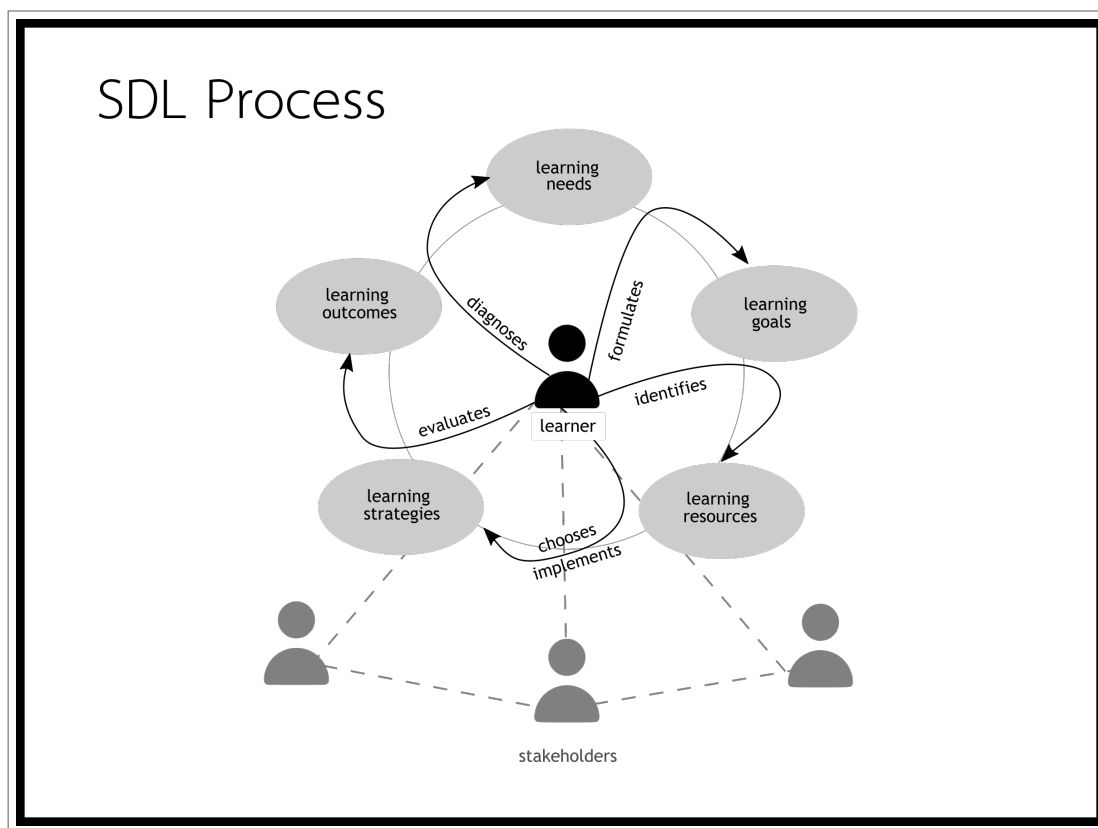 SDL Process
learning
needs
learning
outcomes
learning
goals
diagnoses
formulates
identifies
evaluates
learner
learning
strategies
learning
resources
chooses
implements
stakeholders